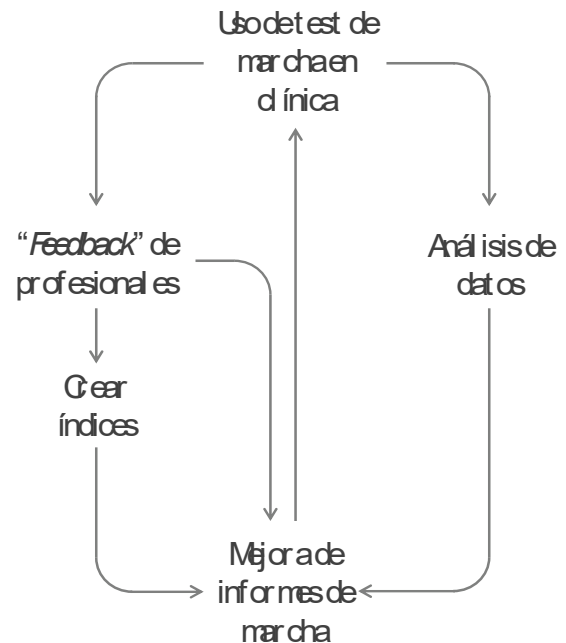 Uso de test de
marcha en
clínica
“Feedback” de
profesionales
Análisis de
datos
Crear
índices
Mejora de
informes de
marcha